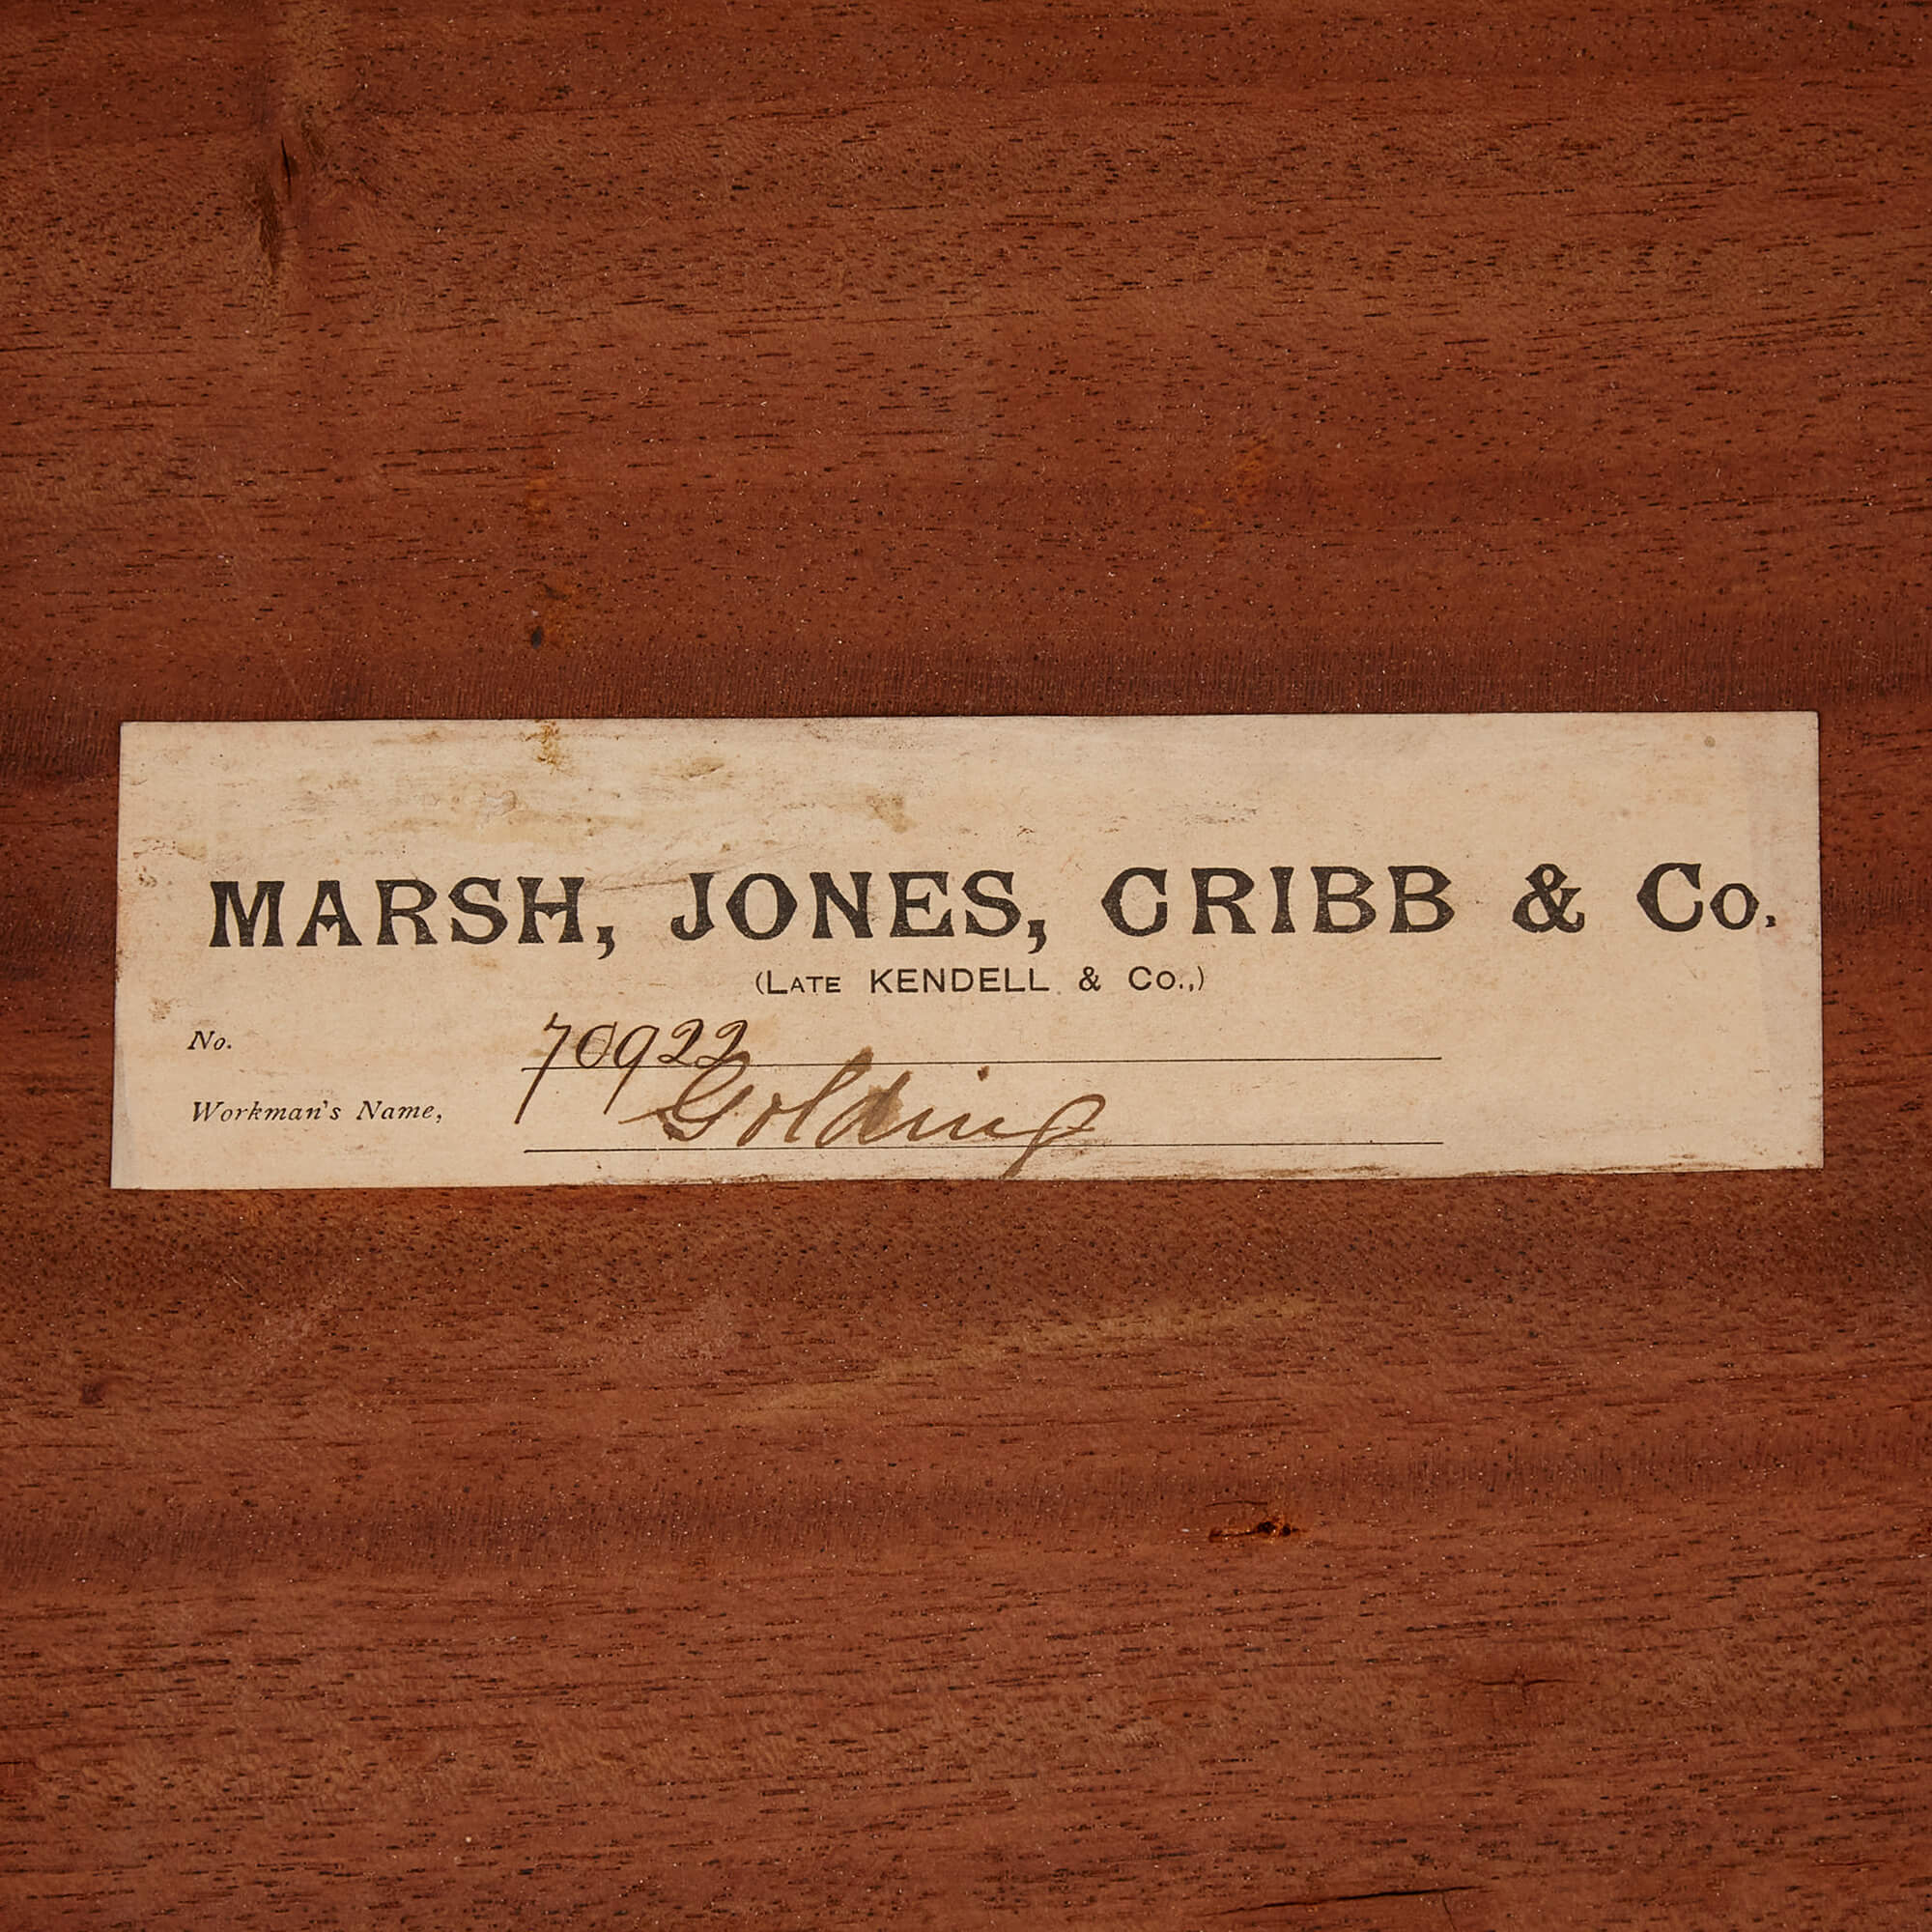 MARSH, JONES, CRIBB & Co.
(LATE KENDELL & Co.,)
No. 70922
Workman's Name, Golding